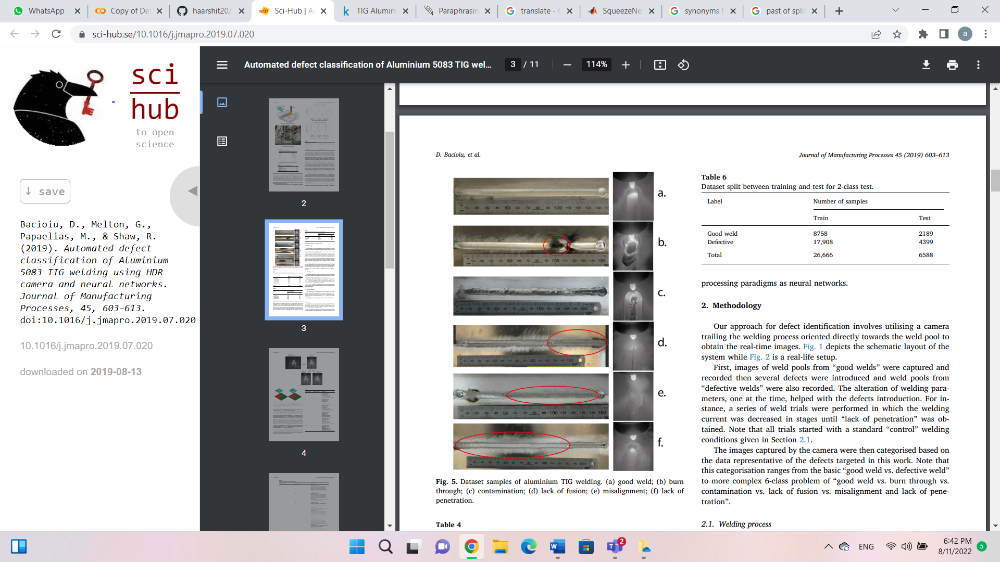 WhatsApp
Copy of De
haarshit20/
Sci-Hub | A
TIG Alumini
Paraphrasin
translate - G
SqueezeNe
synonyms f
past of split
sci-hub.se/10.1016/j.jmapro.2019.07.020
a
sci
hub
to open
science
↓ save
Bacioiu, D., Melton, G.,
Papaelias, M., & Shaw, R.
(2019). Automated defect
classification of Aluminium
5083 TIG welding using HDR
camera and neural networks.
Journal of Manufacturing
Processes, 45, 603–613.
doi:10.1016/j.jmapro.2019.07.020
10.1016/j.jmapro.2019.07.020
downloaded on 2019-08-13
Automated defect classification of Aluminium 5083 TIG wel...
3 / 11
114%
2
3
4
D. Bacioiu, et al.
Journal of Manufacturing Processes 45 (2019) 603–613
a.
b.
c.
d.
e.
f.
Fig. 5. Dataset samples of aluminium TIG welding. (a) good weld; (b) burn
through; (c) contamination; (d) lack of fusion; (e) misalignment; (f) lack of
penetration.
Table 4
Table 6
Dataset split between training and test for 2-class test.
Label Number of samples
Train Test
Good weld 8758 2189
Defective 17,908 4399
Total 26,666 6588
processing paradigms as neural networks.
2. Methodology
Our approach for defect identification involves utilising a camera
trailing the welding process oriented directly towards the weld pool to
obtain the real-time images. Fig. 1 depicts the schematic layout of the
system while Fig. 2 is a real-life setup.
First, images of weld pools from “good welds” were captured and
recorded then several defects were introduced and weld pools from
“defective welds” were also recorded. The alteration of welding para-
meters, one at the time, helped with the defects introduction. For in-
stance, a series of weld trials were performed in which the welding
current was decreased in stages until “lack of penetration” was ob-
tained. Note that all trials started with a standard “control” welding
conditions given in Section 2.1.
The images captured by the camera were then categorised based on
the data representative of the defects targeted in this work. Note that
this categorisation ranges from the basic “good weld vs. defective weld”
to more complex 6-class problem of “good weld vs. burn through vs.
contamination vs. lack of fusion vs. misalignment and lack of pene-
tration”.
2.1. Welding process
2
ENG
6:42 PM
8/11/2022
5